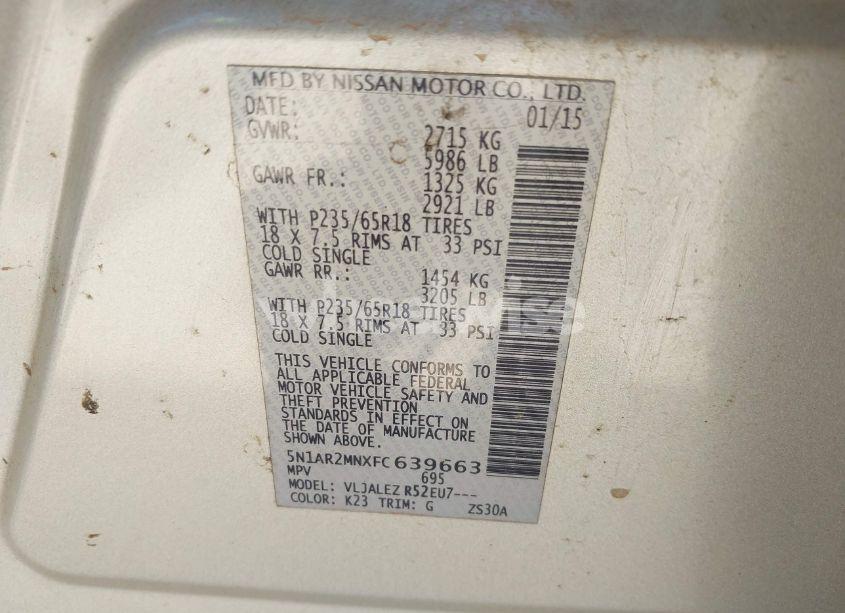 MFD BY NISSAN MOTOR CO., LTD.
DATE: 01/15
GVWR: 2715 KG
5986 LB
GAWR FR.: 1325 KG
2921 LB
WITH P235/65R18 TIRES
18 X 7.5 RIMS AT 33 PSI
COLD SINGLE
GAWR RR.: 1454 KG
3205 LB
WITH P235/65R18 TIRES
18 X 7.5 RIMS AT 33 PSI
COLD SINGLE
THIS VEHICLE CONFORMS TO
ALL APPLICABLE FEDERAL
MOTOR VEHICLE SAFETY AND
THEFT PREVENTION
STANDARDS IN EFFECT ON
THE DATE OF MANUFACTURE
SHOWN ABOVE.
5N1AR2MNXFC639663
MPV 695
MODEL: VLJALEZ R52EU7---
COLOR: K23 TRIM: G ZS30A